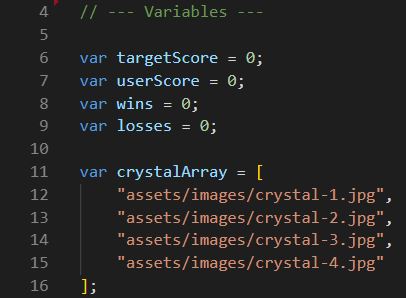 4 // --- Variables ---
5
6 var targetScore = 0;
7 var userScore = 0;
8 var wins = 0;
9 var losses = 0;
10
11 var crystalArray = [
12     "assets/images/crystal-1.jpg",
13     "assets/images/crystal-2.jpg",
14     "assets/images/crystal-3.jpg",
15     "assets/images/crystal-4.jpg"
16 ];